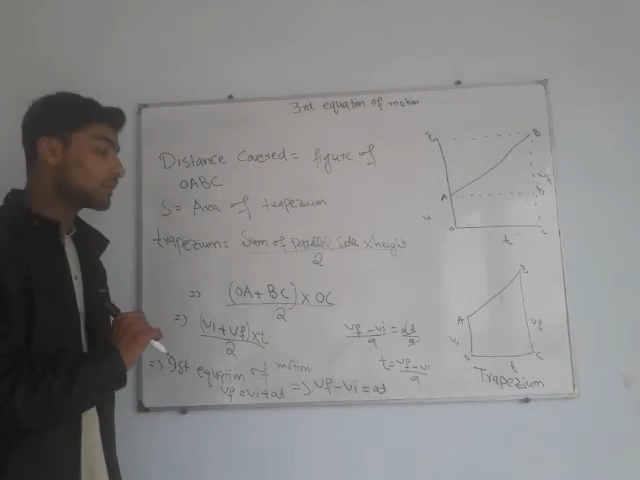 3rd equation of motion
Distance Covered = figure of
OABC
S = Area of trapezium
trapezium = Sum of parallel side x height
2
=> (OA + BC) x OC
2
=> (vi + vf) x t
2
=> 1st equation of motion
vf = vi + at => vf - vi = at
vf - vi = at
a a
t = vf - vi
a
E B
A D
vf
O t C
B
A
vi vf
O t C
Trapezium